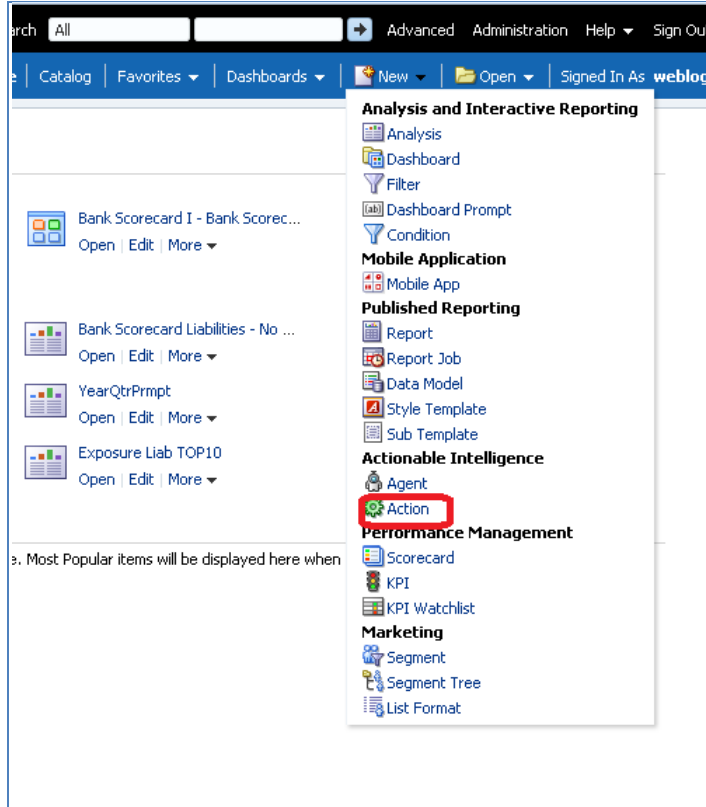 arch All Advanced Administration Help Sign Ou
e Catalog Favorites Dashboards New Open Signed In As weblog
Analysis and Interactive Reporting
Analysis
Dashboard
Filter
Dashboard Prompt
Condition
Mobile Application
Mobile App
Published Reporting
Report
Report Job
Data Model
Style Template
Sub Template
Actionable Intelligence
Agent
Action
Performance Management
Scorecard
KPI
KPI Watchlist
Marketing
Segment
Segment Tree
List Format
Bank Scorecard I - Bank Scorec...
Open | Edit | More
Bank Scorecard Liabilities - No ...
Open | Edit | More
YearQtrPrmpt
Open | Edit | More
Exposure Liab TOP10
Open | Edit | More
e. Most Popular items will be displayed here when